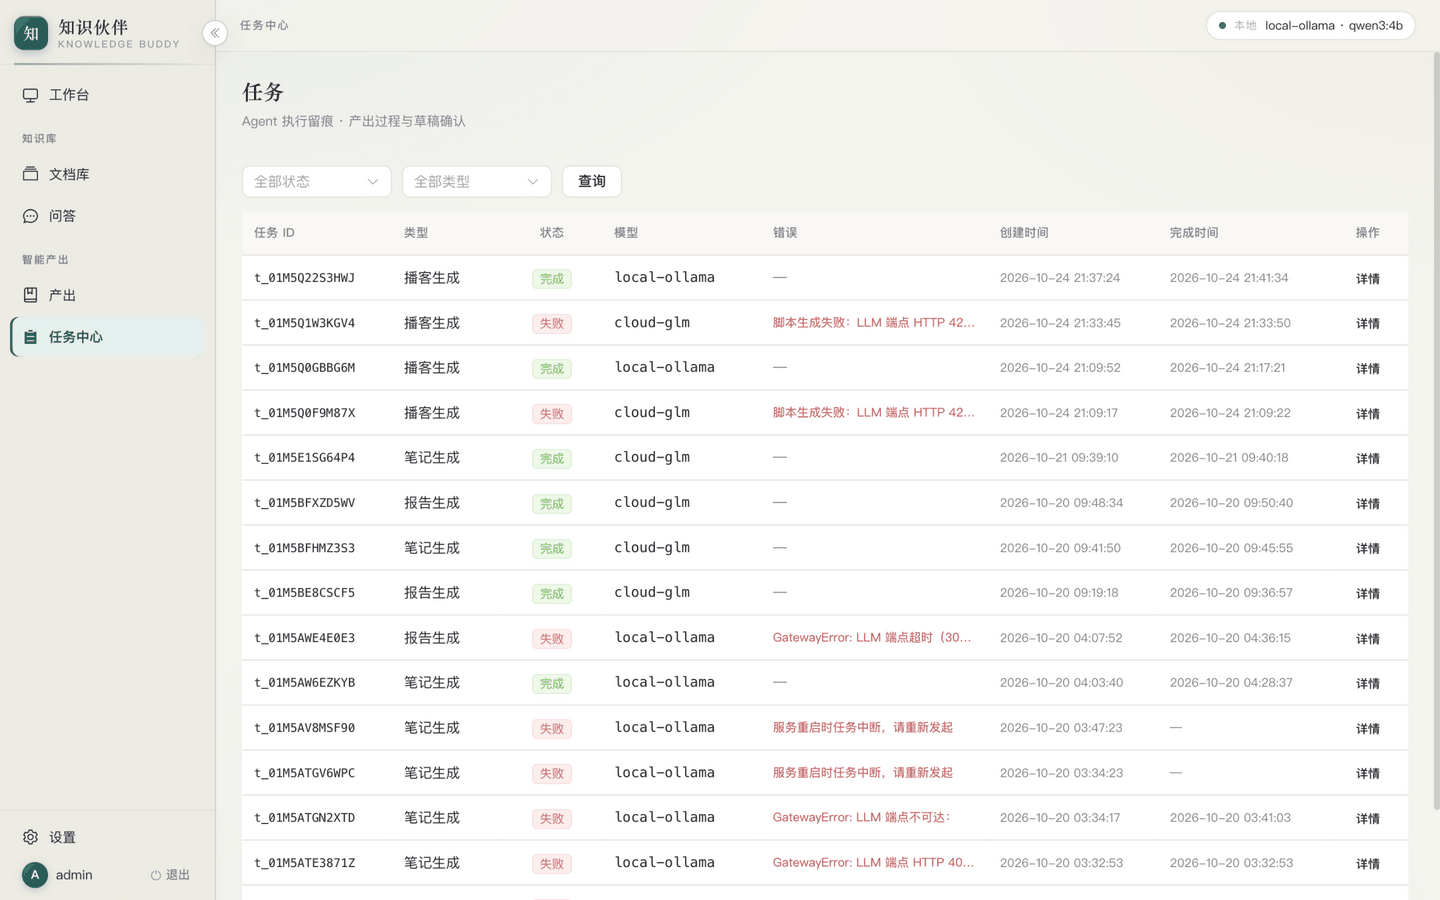 知
知识伙伴
KNOWLEDGE BUDDY
工作台
知识库
文档库
问答
智能产出
产出
任务中心
设置
A admin 退出
任务中心
本地 local-ollama · qwen3:4b
任务
Agent 执行留痕 · 产出过程与草稿确认
全部状态 全部类型 查询
任务 ID 类型 状态 模型 错误 创建时间 完成时间 操作
t_01M5Q22S3HWJ 播客生成 完成 local-ollama — 2026-10-24 21:37:24 2026-10-24 21:41:34 详情
t_01M5Q1W3KGV4 播客生成 失败 cloud-glm 脚本生成失败：LLM 端点 HTTP 42... 2026-10-24 21:33:45 2026-10-24 21:33:50 详情
t_01M5Q0GBBG6M 播客生成 完成 local-ollama — 2026-10-24 21:09:52 2026-10-24 21:17:21 详情
t_01M5Q0F9M87X 播客生成 失败 cloud-glm 脚本生成失败：LLM 端点 HTTP 42... 2026-10-24 21:09:17 2026-10-24 21:09:22 详情
t_01M5E1SG64P4 笔记生成 完成 cloud-glm — 2026-10-21 09:39:10 2026-10-21 09:40:18 详情
t_01M5BFXZD5WV 报告生成 完成 cloud-glm — 2026-10-20 09:48:34 2026-10-20 09:50:40 详情
t_01M5BFHMZ3S3 笔记生成 完成 cloud-glm — 2026-10-20 09:41:50 2026-10-20 09:45:55 详情
t_01M5BE8CSCF5 报告生成 完成 cloud-glm — 2026-10-20 09:19:18 2026-10-20 09:36:57 详情
t_01M5AWE4E0E3 报告生成 失败 local-ollama GatewayError: LLM 端点超时（30... 2026-10-20 04:07:52 2026-10-20 04:36:15 详情
t_01M5AW6EZKYB 笔记生成 完成 local-ollama — 2026-10-20 04:03:40 2026-10-20 04:28:37 详情
t_01M5AV8MSF90 笔记生成 失败 local-ollama 服务重启时任务中断，请重新发起 2026-10-20 03:47:23 — 详情
t_01M5ATGV6WPC 笔记生成 失败 local-ollama 服务重启时任务中断，请重新发起 2026-10-20 03:34:23 — 详情
t_01M5ATGN2XTD 笔记生成 失败 local-ollama GatewayError: LLM 端点不可达： 2026-10-20 03:34:17 2026-10-20 03:41:03 详情
t_01M5ATE3871Z 笔记生成 失败 local-ollama GatewayError: LLM 端点 HTTP 40... 2026-10-20 03:32:53 2026-10-20 03:32:53 详情